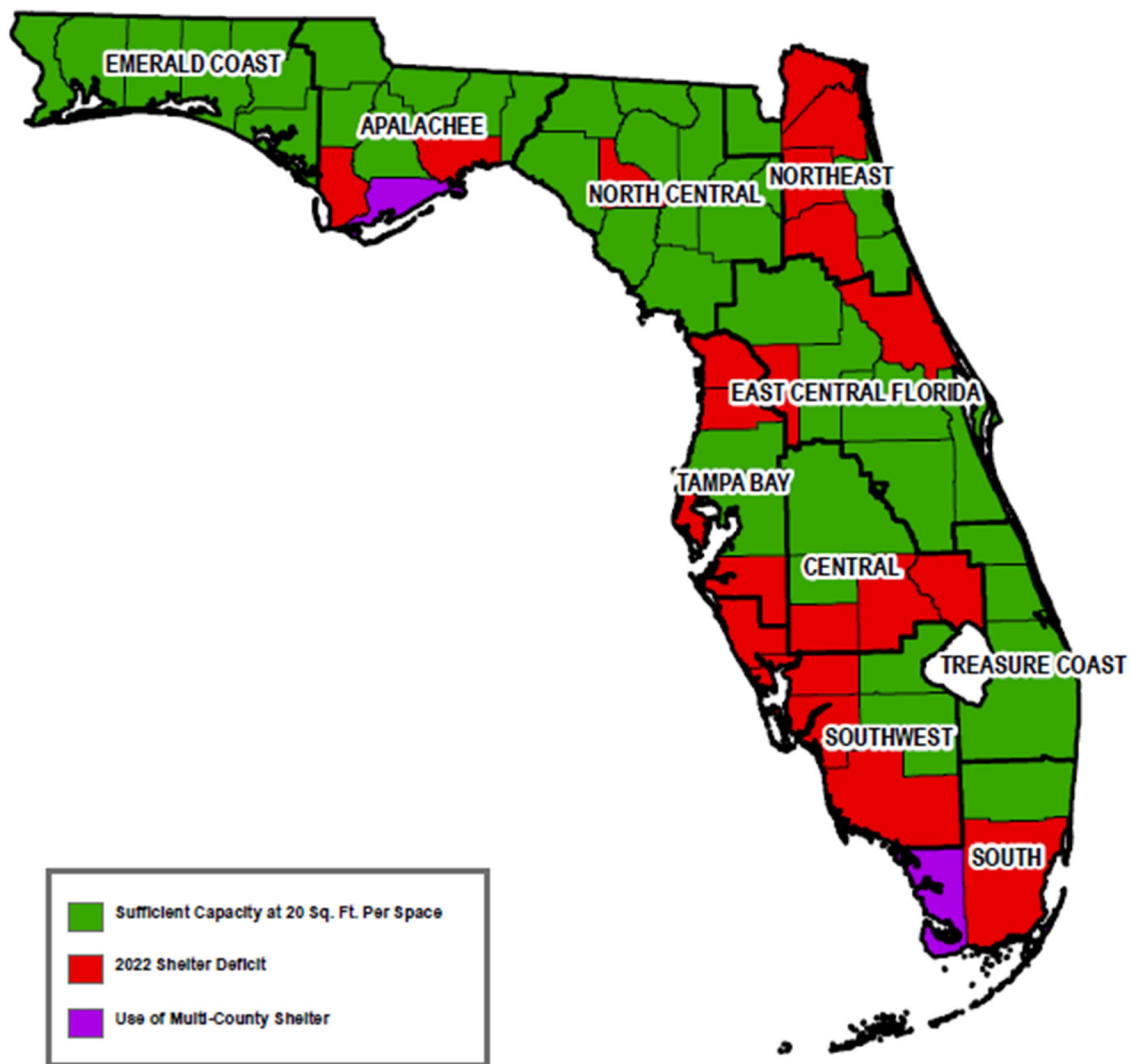 EMERALD COAST
APALACHEE
NORTH CENTRAL
NORTHEAST
EAST CENTRAL FLORIDA
TAMPA BAY
CENTRAL
TREASURE COAST
SOUTHWEST
SOUTH
Sufficient Capacity at 20 Sq. Ft. Per Space
2022 Shelter Deficit
Use of Multi-County Shelter